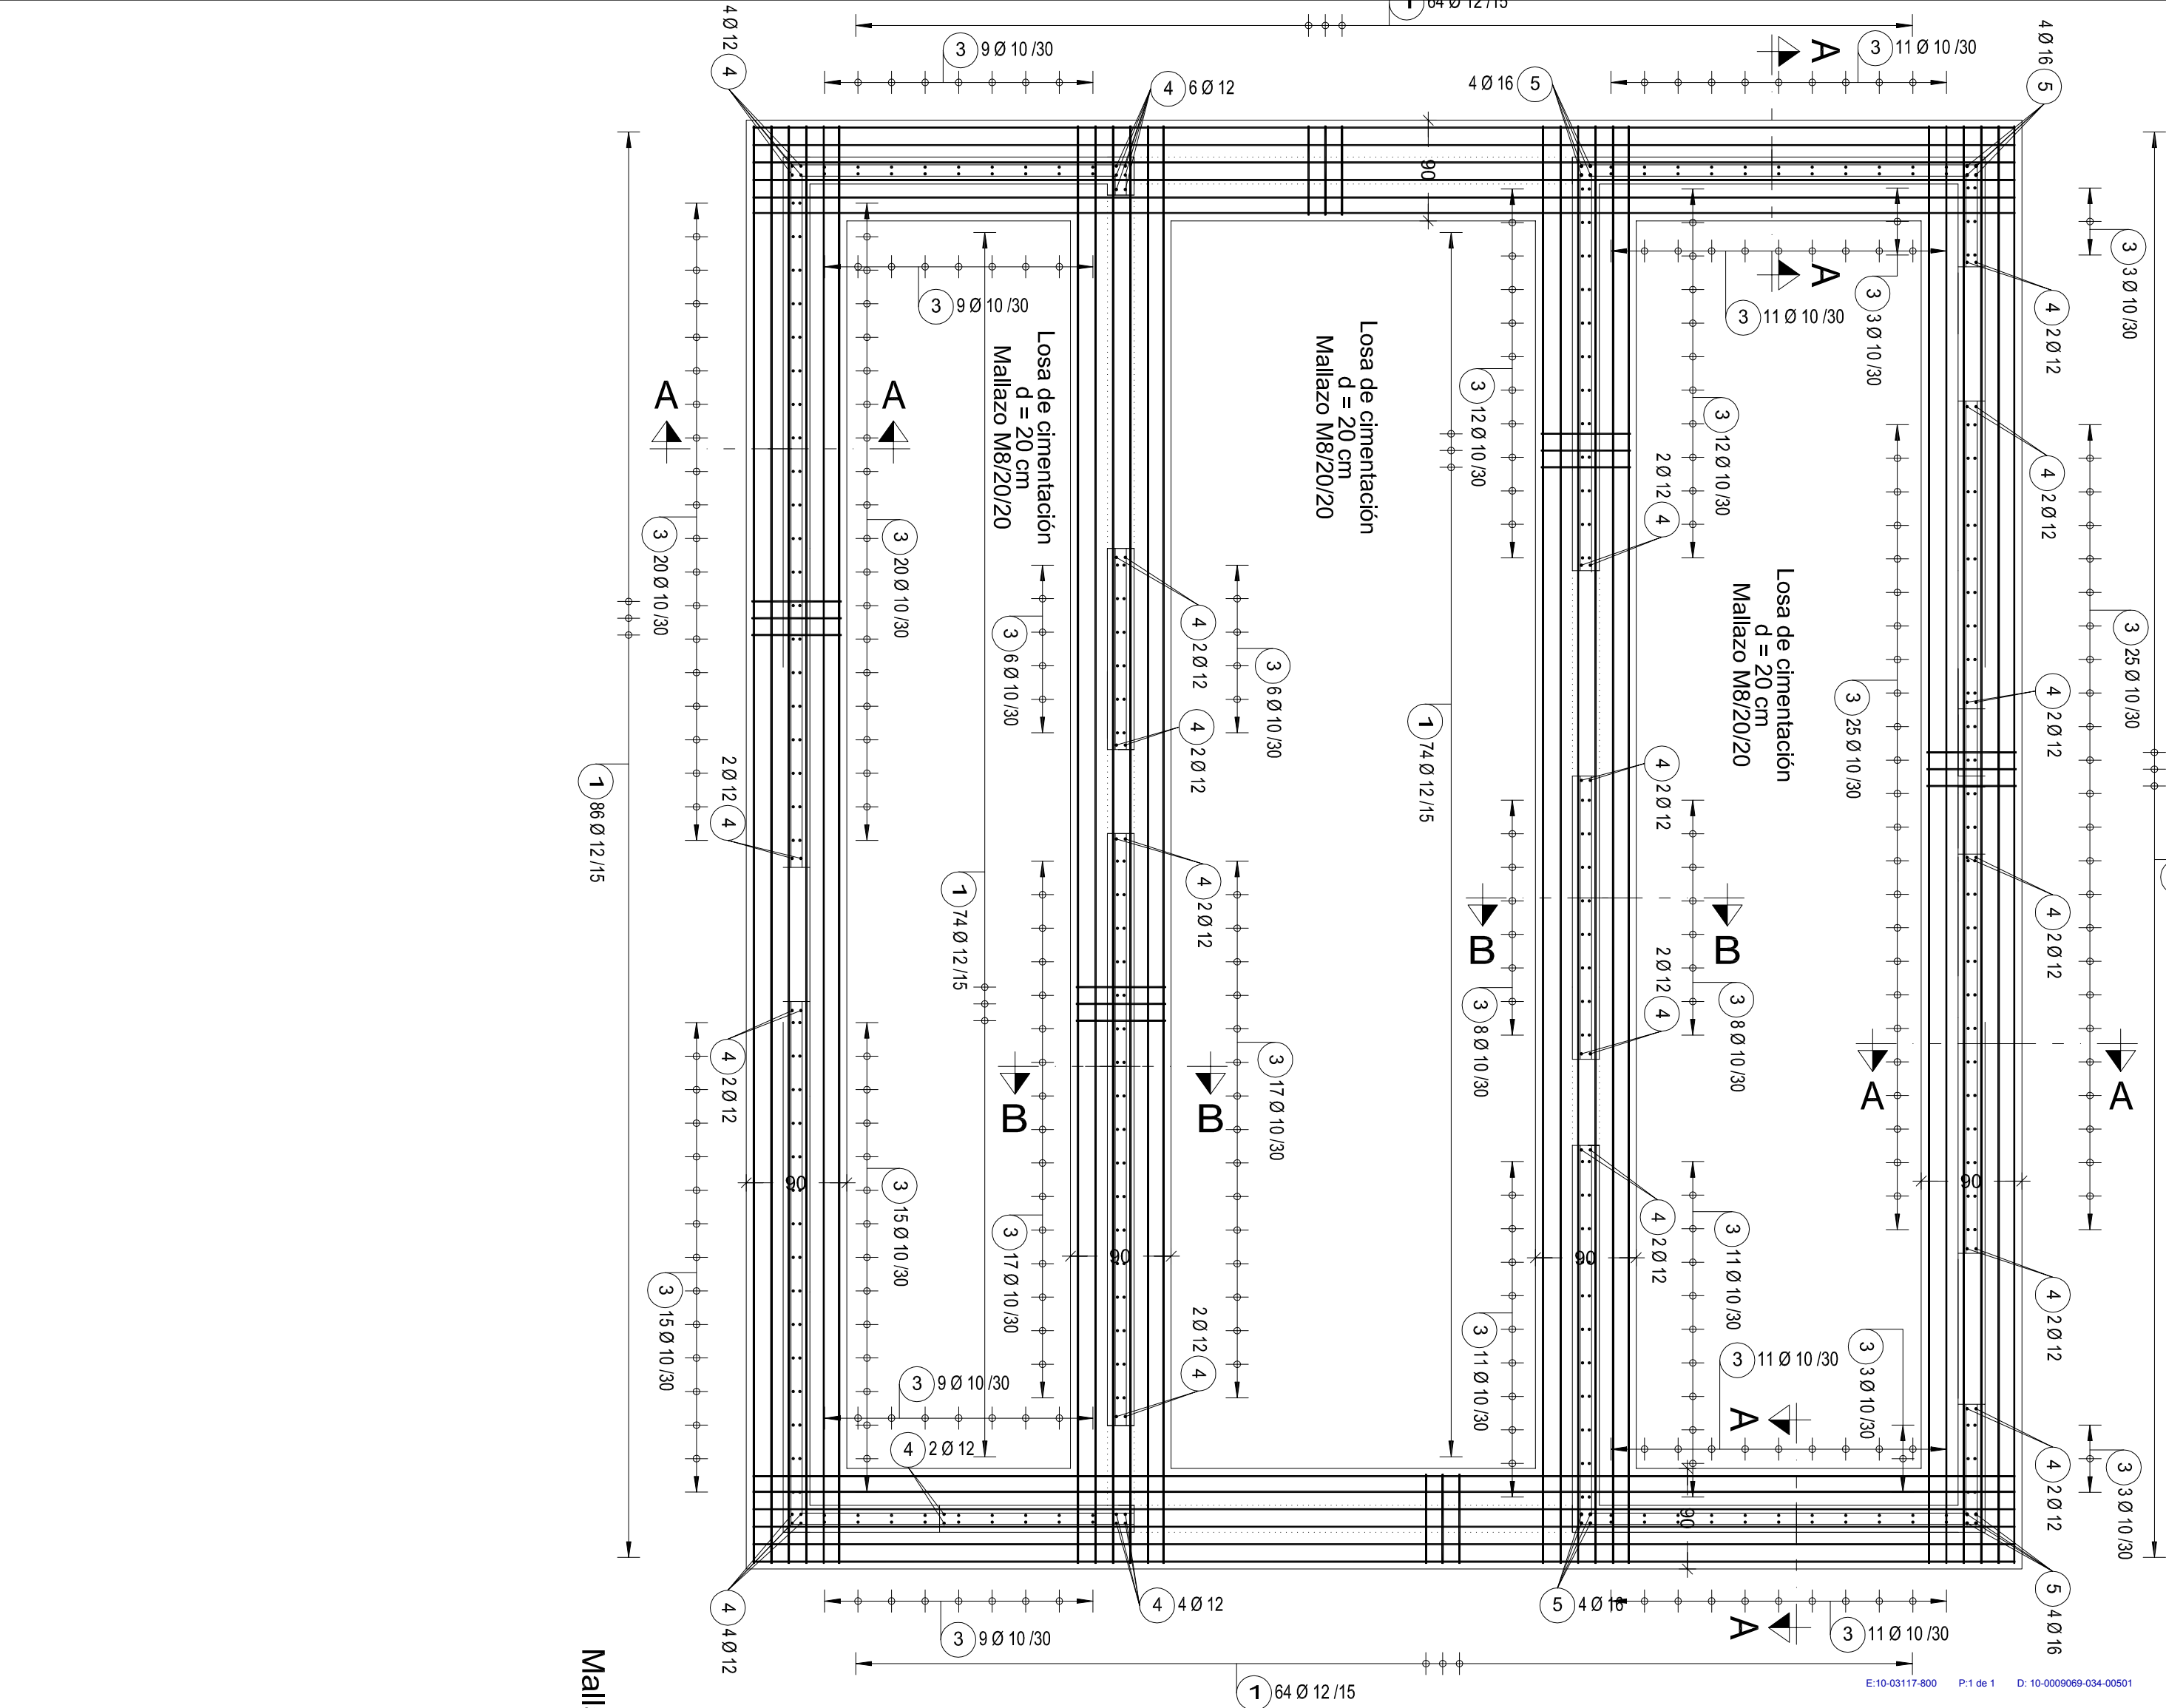 1 64 Ø 12 /15
4 Ø 12 4
3 9 Ø 10 /30
4 6 Ø 12
4 Ø 16 5
A
3 11 Ø 10 /30
4 Ø 16 5
90
3 9 Ø 10 /30
A
3 11 Ø 10 /30
3 3 Ø 10 /30
3 3 Ø 10 /30
4 2 Ø 12
Losa de cimentación
d = 20 cm
Mallazo M8/20/20
Losa de cimentación
d = 20 cm
Mallazo M8/20/20
3 12 Ø 10 /30
3 12 Ø 10 /30
2 Ø 12 4
4 2 Ø 12
A
A
3 20 Ø 10 /30
3 20 Ø 10 /30
3 6 Ø 10 /30
4 2 Ø 12
3 6 Ø 10 /30
4 2 Ø 12
Losa de cimentación
d = 20 cm
Mallazo M8/20/20
3 25 Ø 10 /30
3 25 Ø 10 /30
4 2 Ø 12
1 86 Ø 12 /15
2 Ø 12 4
1 74 Ø 12 /15
1 74 Ø 12 /15
4 2 Ø 12
4 2 Ø 12
4 2 Ø 12
B
B
3 8 Ø 10 /30
2 Ø 12 4
3 8 Ø 10 /30
4 2 Ø 12
B
B
3 17 Ø 10 /30
A
A
90
3 15 Ø 10 /30
3 15 Ø 10 /30
3 17 Ø 10 /30
90
2 Ø 12 4
90
4 2 Ø 12
3 11 Ø 10 /30
3 11 Ø 10 /30
90
4 2 Ø 12
3 9 Ø 10 /30
4 2 Ø 12
3 11 Ø 10 /30
A
3 3 Ø 10 /30
4 2 Ø 12
3 3 Ø 10 /30
90
4 4 Ø 12
3 9 Ø 10 /30
4 4 Ø 12
5 4 Ø 16
A
3 11 Ø 10 /30
5 4 Ø 16
1 64 Ø 12 /15
Mall
E:10-03117-800 P:1 de 1 D: 10-0009069-034-00501